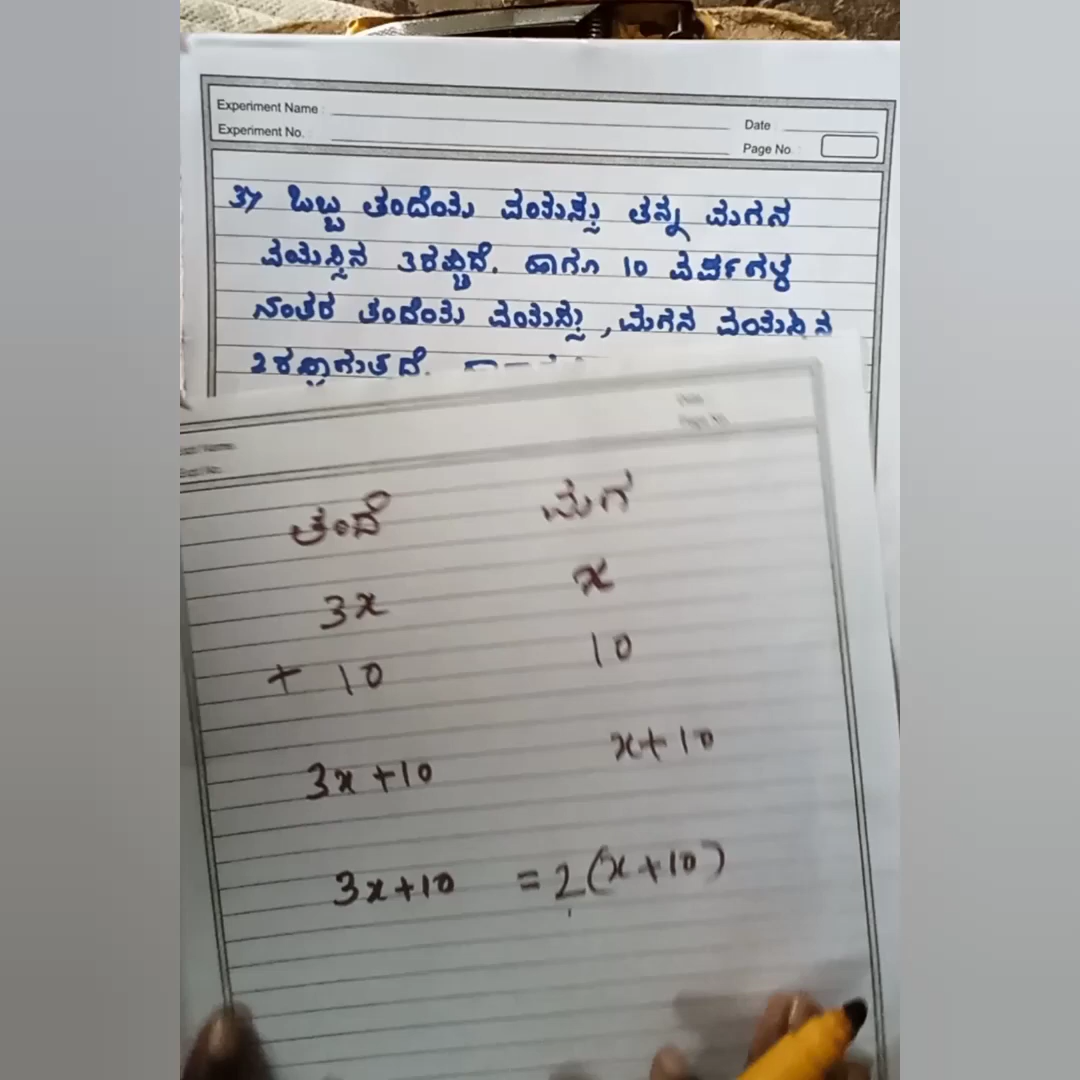 Experiment Name :
Date :
Experiment No. :
Page No. :
3) ಒಬ್ಬ ತಂದೆಯ ವಯಸ್ಸು ತನ್ನ ಮಗನ
ವಯಸ್ಸಿನ 3ರಷ್ಟಿದೆ. ಹಾಗೂ 10 ವರ್ಷಗಳ
ನಂತರ ತಂದೆಯ ವಯಸ್ಸು, ಮಗನ ವಯಸ್ಸಿನ
2ರಷ್ಟಾಗುತ್ತದೆ.
ತಂದೆ ಮಗ
3x x
+ 10 10
3x + 10 x + 10
3x + 10 = 2(x + 10)